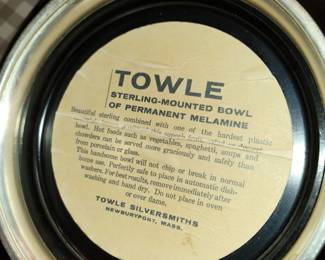 TOWLE
STERLING-MOUNTED BOWL
OF PERMANENT MELAMINE
Beautiful sterling combined with one of the hardest plastic
bowl. Hot foods such as vegetables, spaghetti, soups and
chowders can be served more graciously and safely than
from porcelain or glass.
This handsome bowl will not chip or break in normal
home use. Perfectly safe to place in automatic dish-
washers. For best results, remove immediately after
washing and hand dry. Do not place in oven
or over flame.
TOWLE SILVERSMITHS
NEWBURYPORT, MASS.